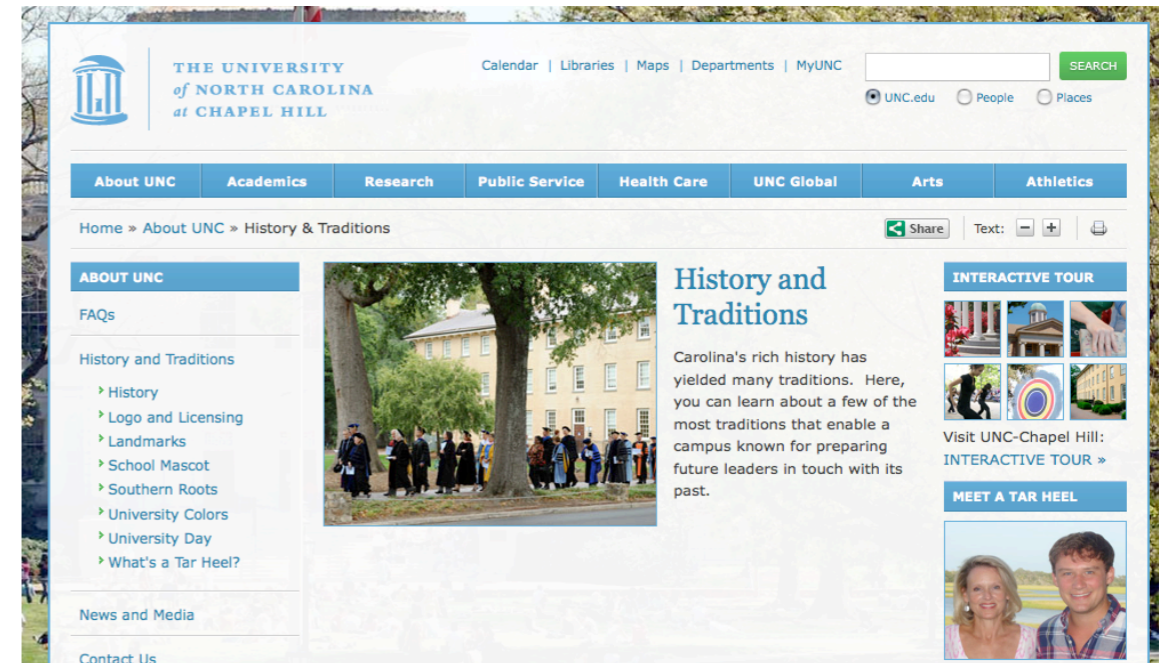 THE UNIVERSITY
of NORTH CAROLINA
at CHAPEL HILL
Calendar | Libraries | Maps | Departments | MyUNC
SEARCH
UNC.edu People Places
About UNC Academics Research Public Service Health Care UNC Global Arts Athletics
Home » About UNC » History & Traditions
Share Text: - +
ABOUT UNC
FAQs
History and Traditions
History
Logo and Licensing
Landmarks
School Mascot
Southern Roots
University Colors
University Day
What's a Tar Heel?
News and Media
Contact Us
History and
Traditions
Carolina's rich history has
yielded many traditions. Here,
you can learn about a few of the
most traditions that enable a
campus known for preparing
future leaders in touch with its
past.
INTERACTIVE TOUR
Visit UNC-Chapel Hill:
INTERACTIVE TOUR »
MEET A TAR HEEL